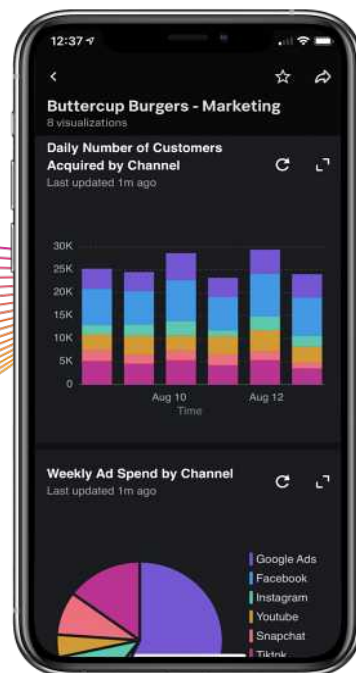 12:37
Buttercup Burgers - Marketing
8 visualizations
Daily Number of Customers
Acquired by Channel
Last updated 1m ago
30K
25K
20K
15K
10K
5K
0
Aug 10
Aug 12
Time
Weekly Ad Spend by Channel
Last updated 1m ago
Google Ads
Facebook
Instagram
Youtube
Snapchat
Tiktok